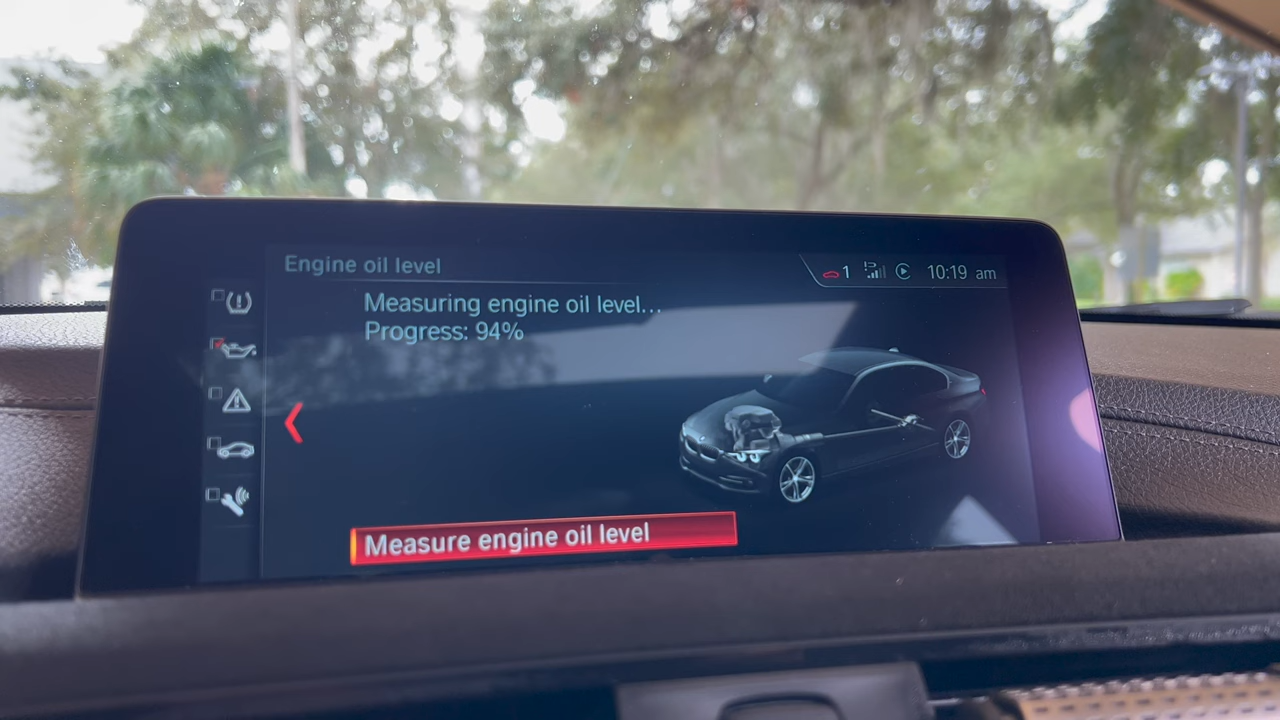 Engine oil level
1
10:19 am
Measuring engine oil level...
Progress: 94%
Measure engine oil level